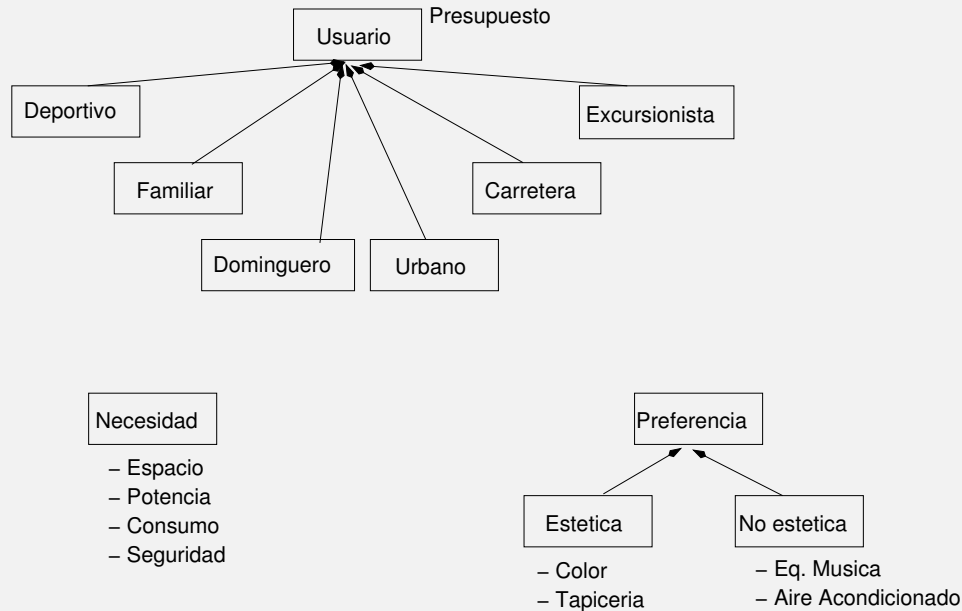 Presupuesto
Usuario
Deportivo
Excursionista
Familiar
Carretera
Dominguero
Urbano
Necesidad
– Espacio
– Potencia
– Consumo
– Seguridad
Preferencia
Estetica
No estetica
– Color
– Tapiceria
– Eq. Musica
– Aire Acondicionado